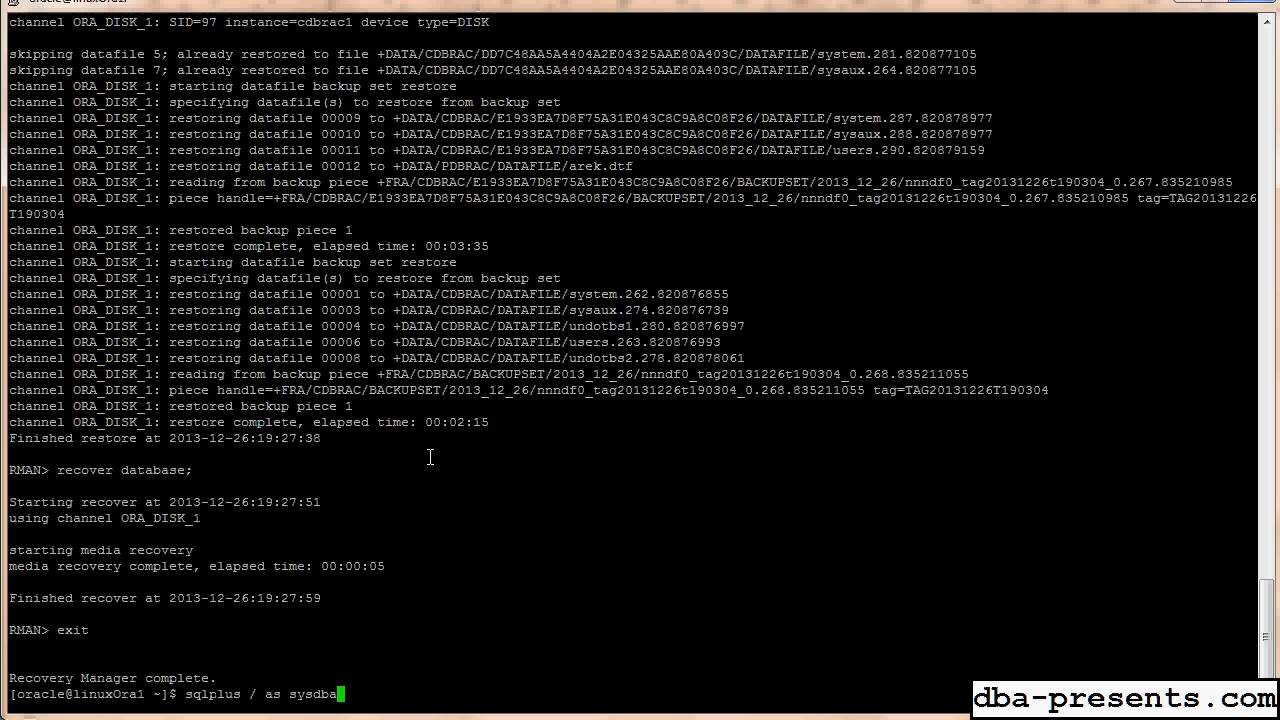 oracle@linuxOra1
channel ORA_DISK_1: SID=97 instance=cdbrac1 device type=DISK
skipping datafile 5; already restored to file +DATA/CDBRAC/DD7C48AA5A4404A2E04325AAE80A403C/DATAFILE/system.281.820877105
skipping datafile 7; already restored to file +DATA/CDBRAC/DD7C48AA5A4404A2E04325AAE80A403C/DATAFILE/sysaux.264.820877105
channel ORA_DISK_1: starting datafile backup set restore
channel ORA_DISK_1: specifying datafile(s) to restore from backup set
channel ORA_DISK_1: restoring datafile 00009 to +DATA/CDBRAC/E1933EA7D8F75A31E043C8C9A8C08F26/DATAFILE/system.287.820878977
channel ORA_DISK_1: restoring datafile 00010 to +DATA/CDBRAC/E1933EA7D8F75A31E043C8C9A8C08F26/DATAFILE/sysaux.288.820878977
channel ORA_DISK_1: restoring datafile 00011 to +DATA/CDBRAC/E1933EA7D8F75A31E043C8C9A8C08F26/DATAFILE/users.290.820879159
channel ORA_DISK_1: restoring datafile 00012 to +DATA/PDBRAC/DATAFILE/arek.dtf
channel ORA_DISK_1: reading from backup piece +FRA/CDBRAC/E1933EA7D8F75A31E043C8C9A8C08F26/BACKUPSET/2013_12_26/nnndf0_tag20131226t190304_0.267.835210985
channel ORA_DISK_1: piece handle=+FRA/CDBRAC/E1933EA7D8F75A31E043C8C9A8C08F26/BACKUPSET/2013_12_26/nnndf0_tag20131226t190304_0.267.835210985 tag=TAG20131226
T190304
channel ORA_DISK_1: restored backup piece 1
channel ORA_DISK_1: restore complete, elapsed time: 00:03:35
channel ORA_DISK_1: starting datafile backup set restore
channel ORA_DISK_1: specifying datafile(s) to restore from backup set
channel ORA_DISK_1: restoring datafile 00001 to +DATA/CDBRAC/DATAFILE/system.262.820876855
channel ORA_DISK_1: restoring datafile 00003 to +DATA/CDBRAC/DATAFILE/sysaux.274.820876739
channel ORA_DISK_1: restoring datafile 00004 to +DATA/CDBRAC/DATAFILE/undotbs1.280.820876997
channel ORA_DISK_1: restoring datafile 00006 to +DATA/CDBRAC/DATAFILE/users.263.820876993
channel ORA_DISK_1: restoring datafile 00008 to +DATA/CDBRAC/DATAFILE/undotbs2.278.820878061
channel ORA_DISK_1: reading from backup piece +FRA/CDBRAC/BACKUPSET/2013_12_26/nnndf0_tag20131226t190304_0.268.835211055
channel ORA_DISK_1: piece handle=+FRA/CDBRAC/BACKUPSET/2013_12_26/nnndf0_tag20131226t190304_0.268.835211055 tag=TAG20131226T190304
channel ORA_DISK_1: restored backup piece 1
channel ORA_DISK_1: restore complete, elapsed time: 00:02:15
Finished restore at 2013-12-26:19:27:38
RMAN> recover database;
Starting recover at 2013-12-26:19:27:51
using channel ORA_DISK_1
starting media recovery
media recovery complete, elapsed time: 00:00:05
Finished recover at 2013-12-26:19:27:59
RMAN> exit
Recovery Manager complete.
[oracle@linuxOra1 ~]$ sqlplus / as sysdba
dba-presents.com